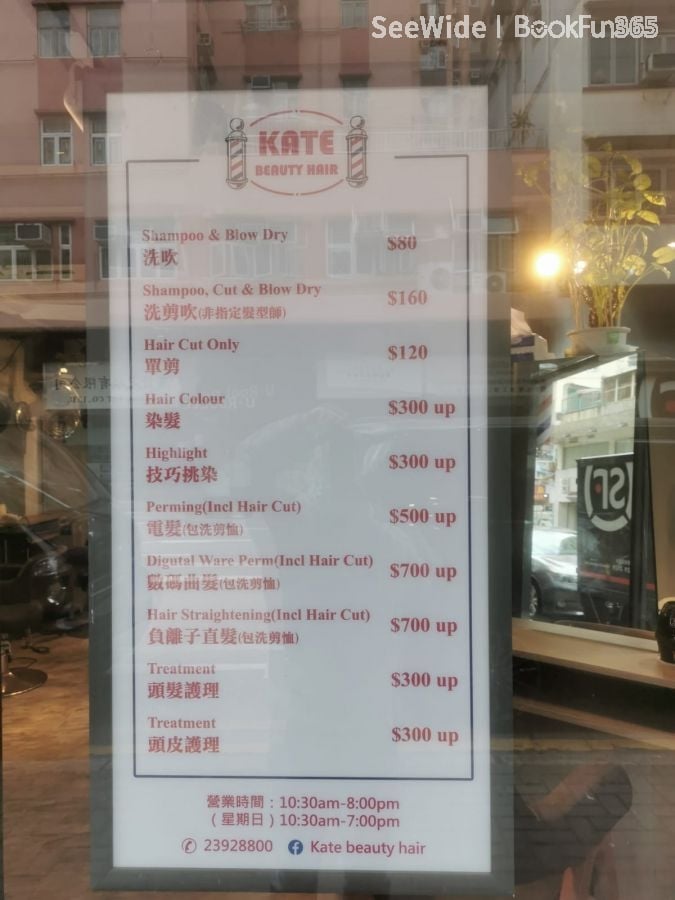 SeeWide | BookFun365
KATE
BEAUTY HAIR
Shampoo & Blow Dry
洗吹
$80
Shampoo, Cut & Blow Dry
洗剪吹(非指定髮型師)
$160
Hair Cut Only
單剪
$120
Hair Colour
染髮
$300 up
Highlight
技巧挑染
$300 up
Perming(Incl Hair Cut)
電髮(包洗剪恤)
$500 up
Digutal Ware Perm(Incl Hair Cut)
數碼曲髮(包洗剪恤)
$700 up
Hair Straightening(Incl Hair Cut)
負離子直髮(包洗剪恤)
$700 up
Treatment
頭髮護理
$300 up
Treatment
頭皮護理
$300 up
營業時間：10:30am-8:00pm
（星期日）10:30am-7:00pm
23928800 Kate beauty hair